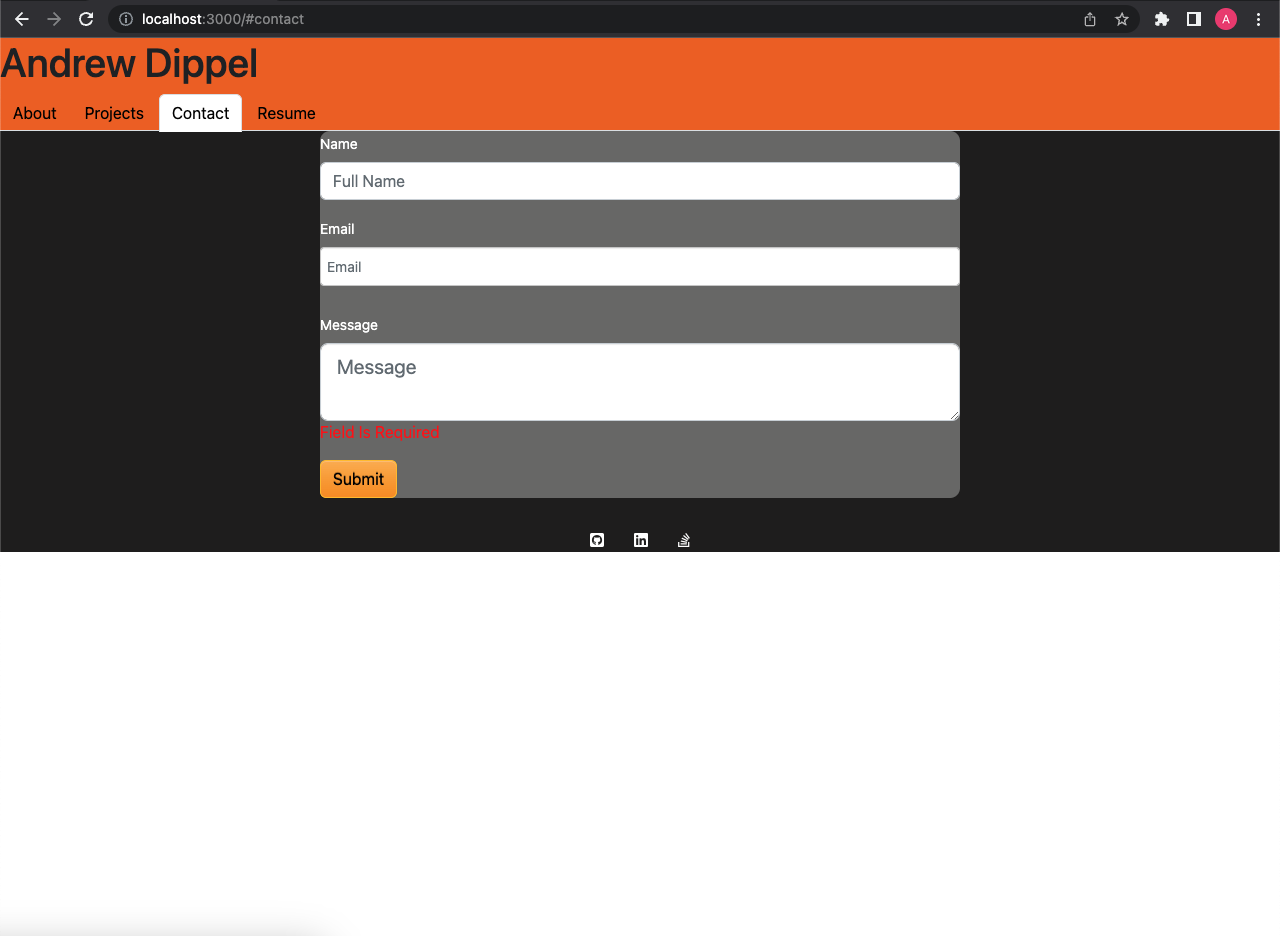 localhost:3000/#contact
A
Andrew Dippel
About Projects Contact Resume
Name
Full Name
Email
Email
Message
Message
Field Is Required
Submit
in